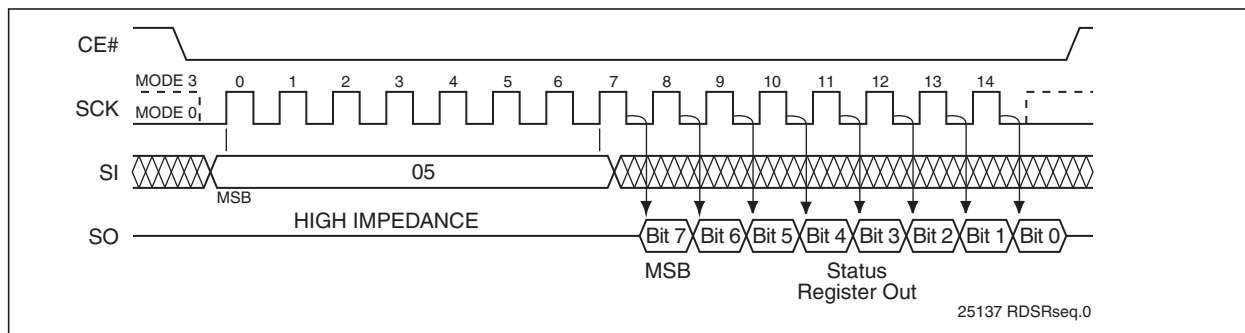 CE#
MODE 3 0 1 2 3 4 5 6 7 8 9 10 11 12 13 14
SCK
MODE 0
SI 05
MSB
HIGH IMPEDANCE
SO Bit 7 Bit 6 Bit 5 Bit 4 Bit 3 Bit 2 Bit 1 Bit 0
MSB Status
Register Out
25137 RDSRseq.0